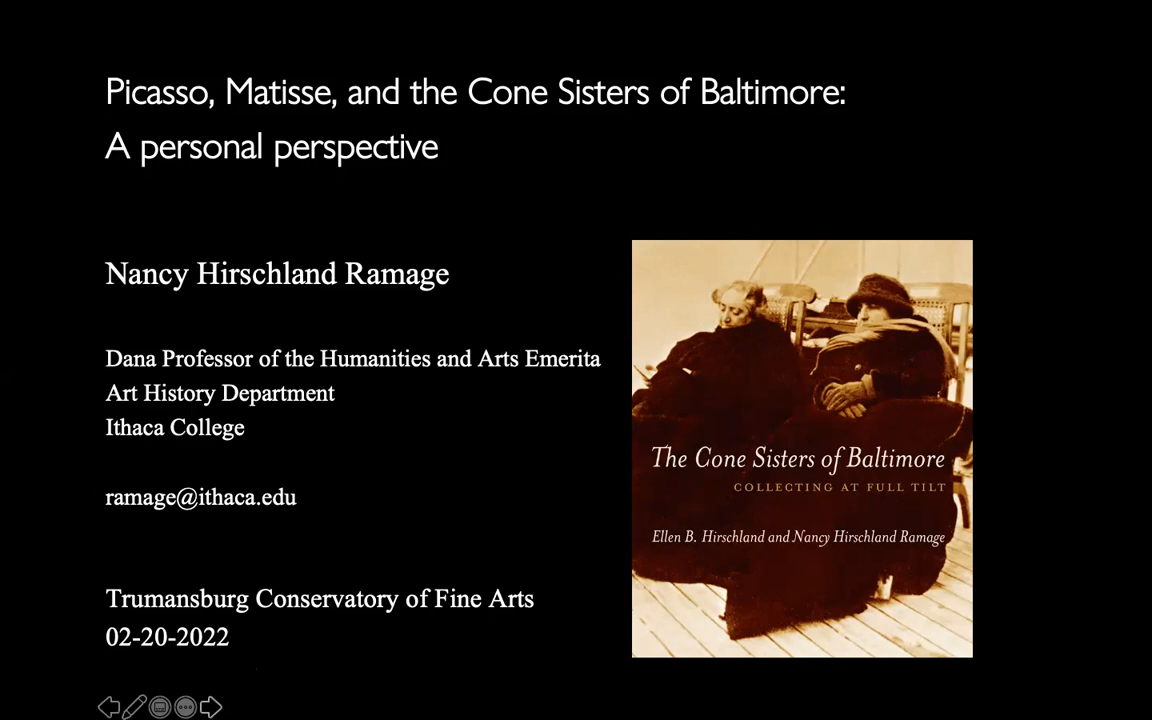 Picasso, Matisse, and the Cone Sisters of Baltimore:
A personal perspective
Nancy Hirschland Ramage
Dana Professor of the Humanities and Arts Emerita
Art History Department
Ithaca College
ramage@ithaca.edu
Trumansburg Conservatory of Fine Arts
02-20-2022
The Cone Sisters of Baltimore
COLLECTING AT FULL TILT
Ellen B. Hirschland and Nancy Hirschland Ramage